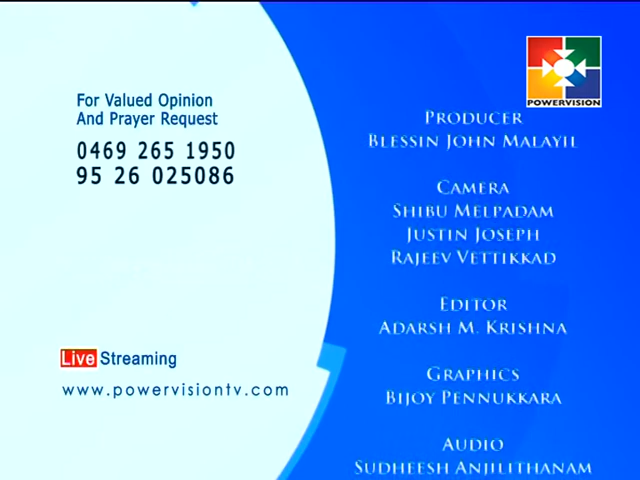 For Valued Opinion
And Prayer Request
0469 265 1950
95 26 025086
Live Streaming
www.powervisiontv.com
POWERVISION
PRODUCER
BLESSIN JOHN MALAYIL
CAMERA
SHIBU MELPADAM
JUSTIN JOSEPH
RAJEEV VETTIKKAD
EDITOR
ADARSH M. KRISHNA
GRAPHICS
BIJOY PENNUKKARA
AUDIO
SUDHEESH ANJILITHANAM